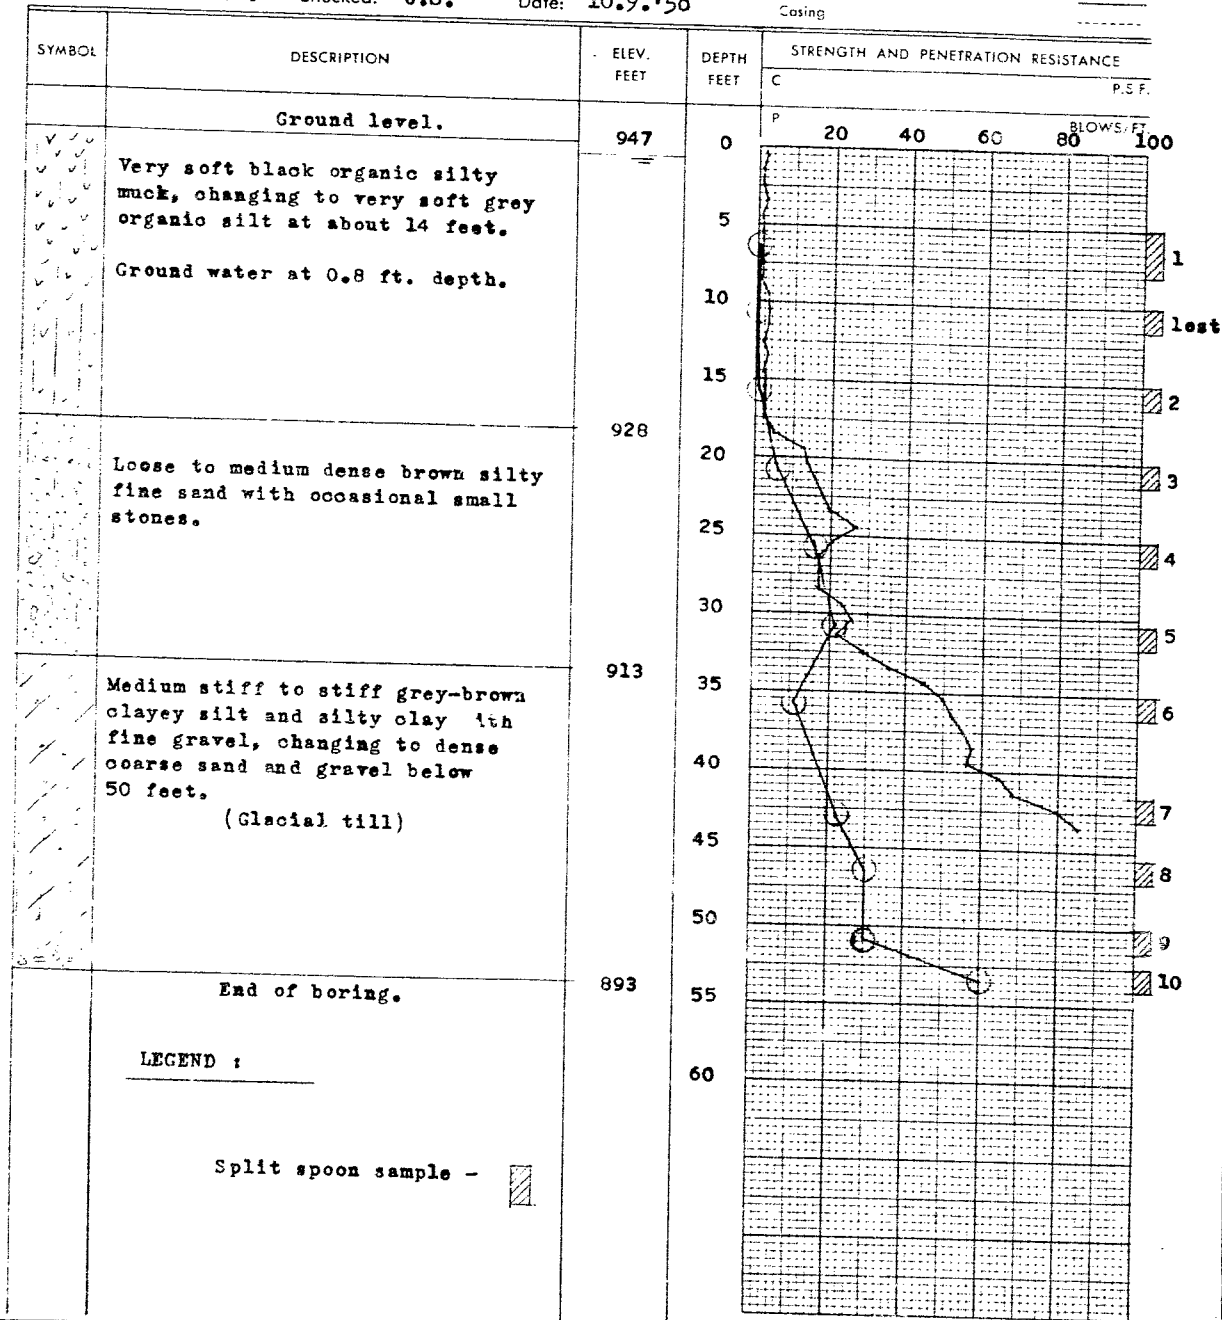 Checked: Date: 10.9.'50 Casing
SYMBOL DESCRIPTION ELEV. FEET DEPTH FEET STRENGTH AND PENETRATION RESISTANCE
C P.S.F.
P BLOWS/FT.
20 40 60 80 100
Ground level.
947
0
Very soft black organic silty
muck, changing to very soft grey
organic silt at about 14 feet.
5
1
Ground water at 0.8 ft. depth.
10
lost
15
2
928
20
Loose to medium dense brown silty
fine sand with occasional small
stones.
3
25
4
30
5
913
35
Medium stiff to stiff grey-brown
clayey silt and silty clay
fine gravel, changing to dense
coarse sand and gravel below
50 feet.
(Glacial till)
6
40
7
45
8
50
9
893
End of boring.
10
55
LEGEND :
60
Split spoon sample -